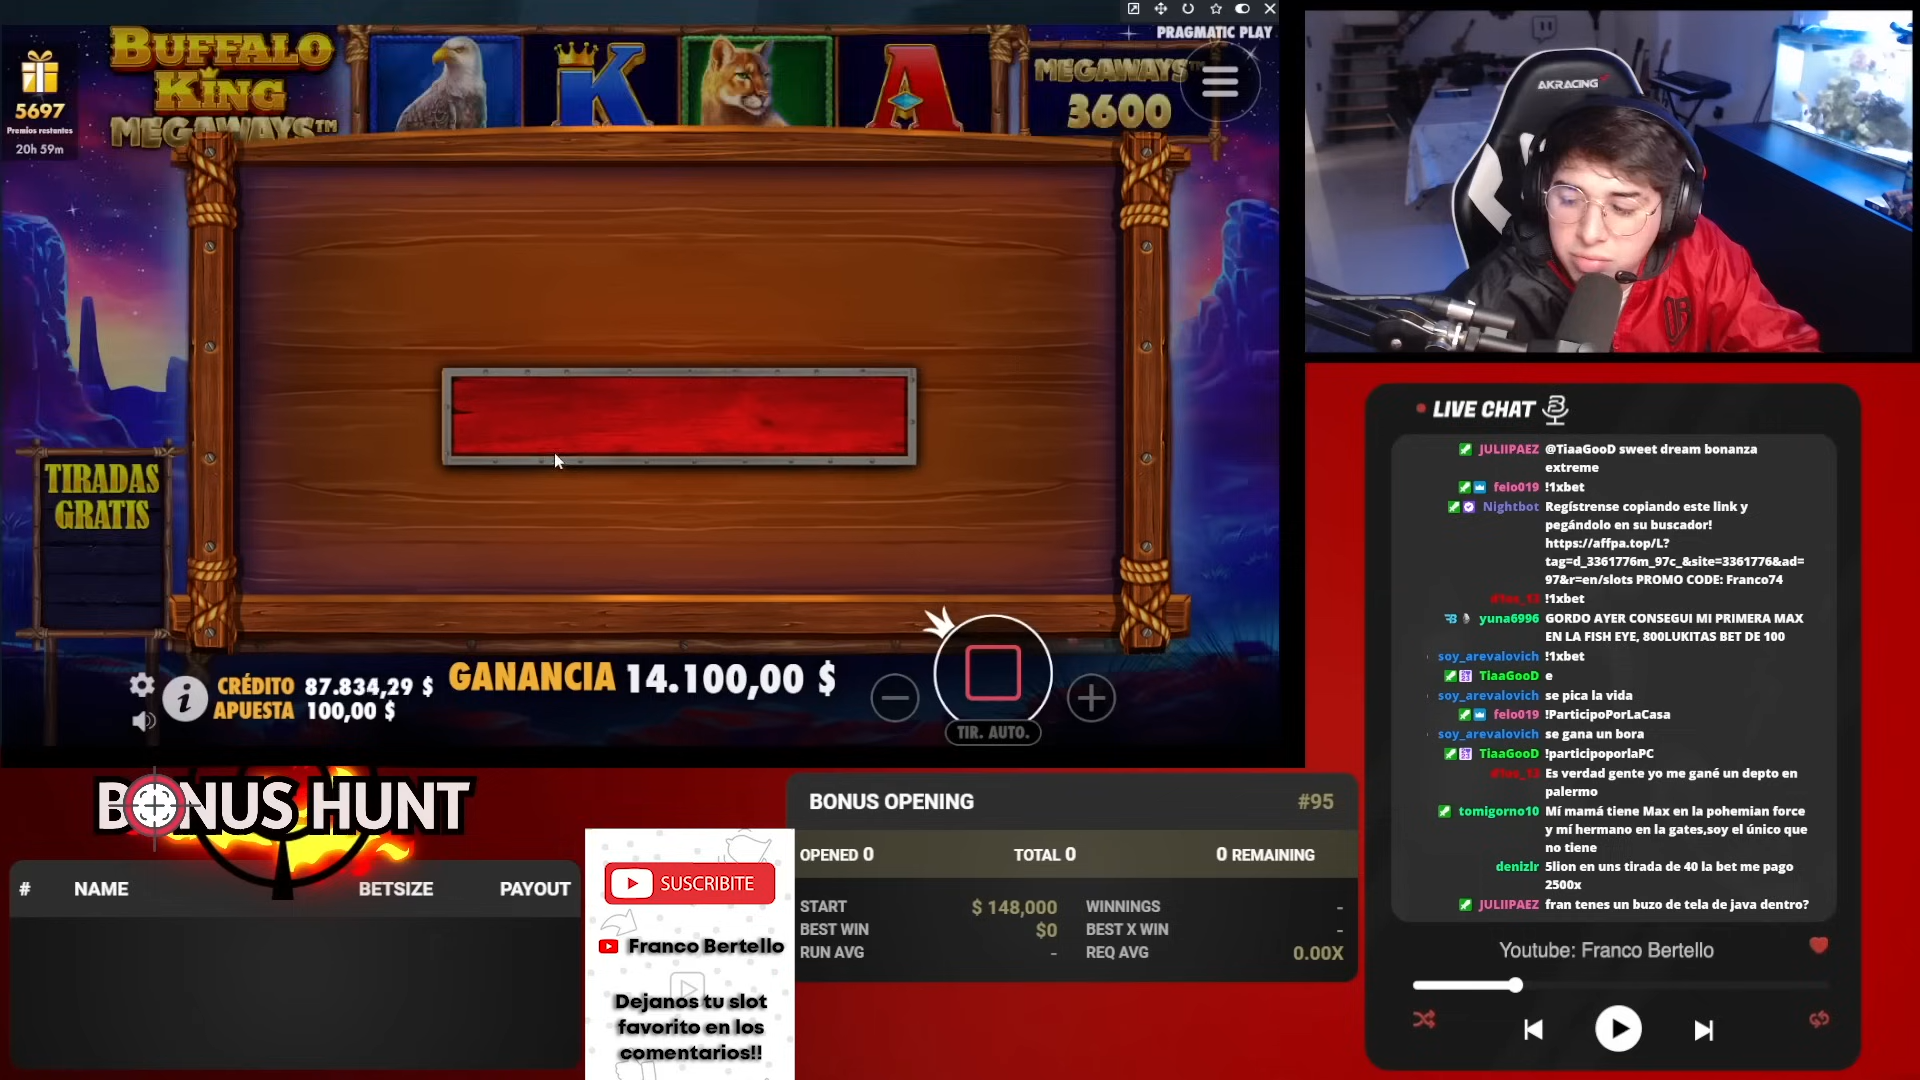 PRAGMATIC PLAY
BUFFALO
KING
MEGAWAYS™
5697
Premios restantes
20h 59m
K
A
MEGAWAYS™
3600
TIRADAS
GRATIS
CRÉDITO 87.834,29 $
APUESTA 100,00 $
GANANCIA 14.100,00 $
TIR. AUTO.
AKRACING
LIVE CHAT
JULIIPAEZ @TiaaGooD sweet dream bonanza
extreme
felo019 !1xbet
Nightbot Regístrense copiando este link y
pegándolo en su buscador!
https://affpa.top/L?
tag=d_3361776m_97c_&site=3361776&ad=
97&r=en/slots PROMO CODE: Franco74
!1xbet
yuna6996 GORDO AYER CONSEGUI MI PRIMERA MAX
EN LA FISH EYE, 800LUKITAS BET DE 100
soy_arevalovich !1xbet
TiaaGooD e
soy_arevalovich se pica la vida
felo019 !ParticipoPorLaCasa
soy_arevalovich se gana un bora
TiaaGooD !participoporlaPC
Es verdad gente yo me gané un depto en
palermo
tomigorno10 Mí mamá tiene Max en la pohemian force
y mí hermano en la gates,soy el único que
no tiene
denizlr 5lion en uns tirada de 40 la bet me pago
2500x
JULIIPAEZ fran tenes un buzo de tela de java dentro?
Youtube: Franco Bertello
BONUS HUNT
# NAME BETSIZE PAYOUT
SUSCRIBITE
Franco Bertello
Dejanos tu slot
favorito en los
comentarios!!
BONUS OPENING #95
OPENED 0 TOTAL 0 0 REMAINING
START $ 148,000 WINNINGS -
BEST WIN $0 BEST X WIN -
RUN AVG - REQ AVG 0.00X